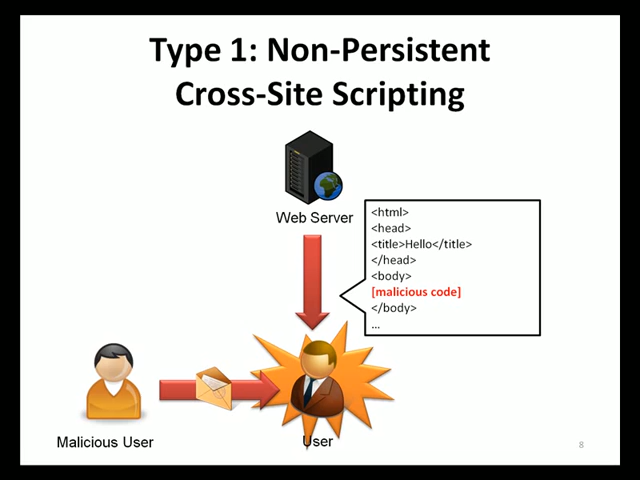 Type 1: Non-Persistent
Cross-Site Scripting
Web Server
<html>
<head>
<title>Hello</title>
</head>
<body>
[malicious code]
</body>
...
Malicious User
User
8